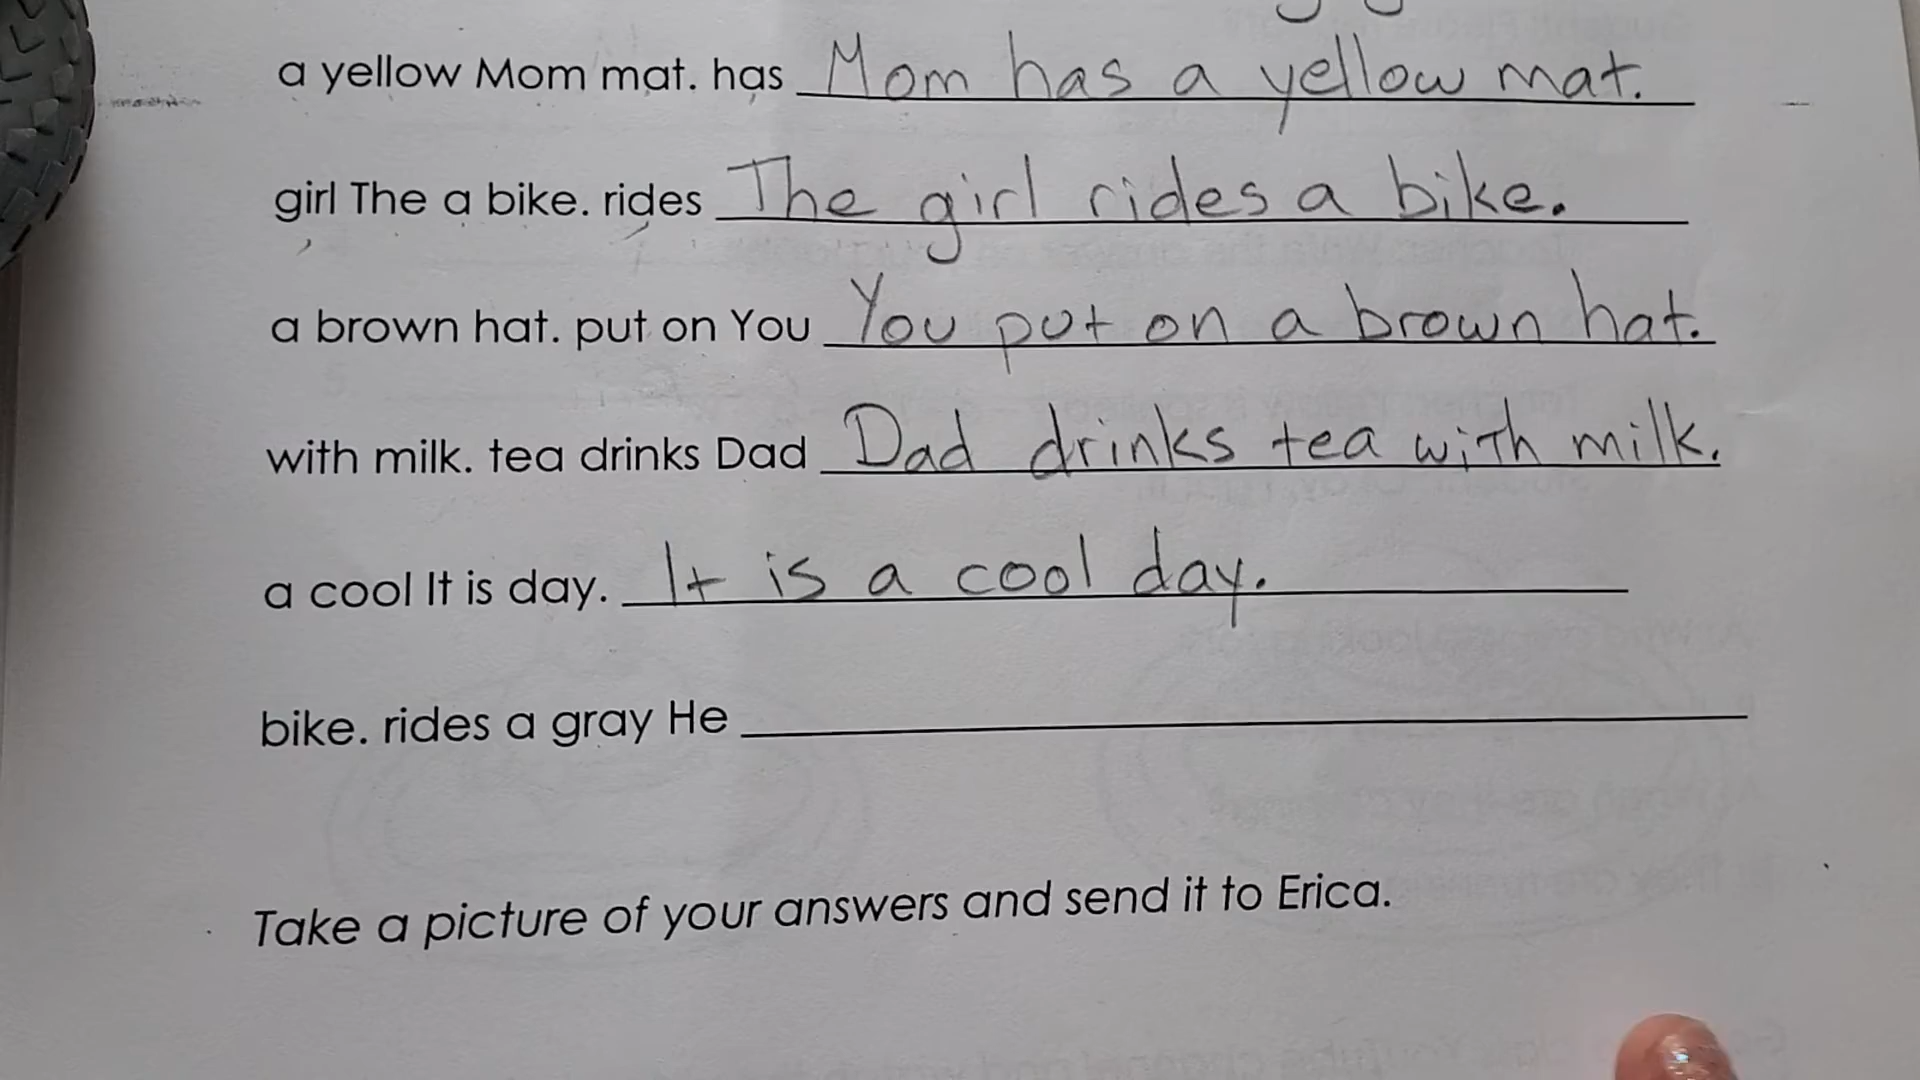 a yellow Mom mat. has Mom has a yellow mat.
girl The a bike. rides The girl rides a bike.
a brown hat. put on You You put on a brown hat.
with milk. tea drinks Dad Dad drinks tea with milk.
a cool It is day. It is a cool day.
bike. rides a gray He
Take a picture of your answers and send it to Erica.